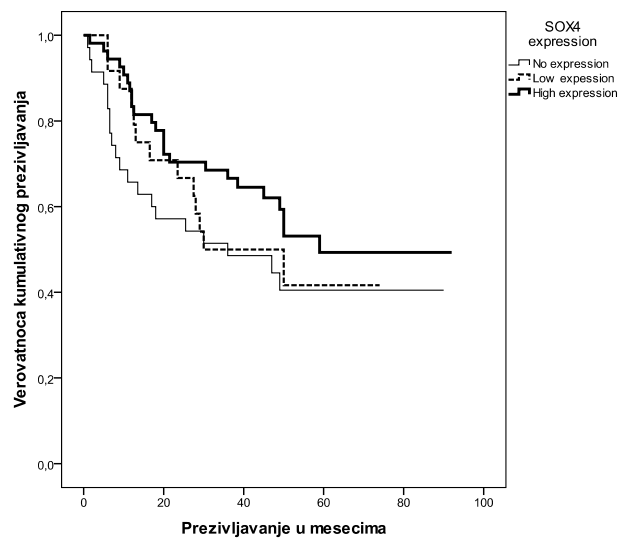 SOX4
expression
No expression
Low expession
High expression
Verovatnoca kumulativnog prezivljavanja
1,0
0,8
0,6
0,4
0,2
0,0
0 20 40 60 80 100
Prezivljavanje u mesecima